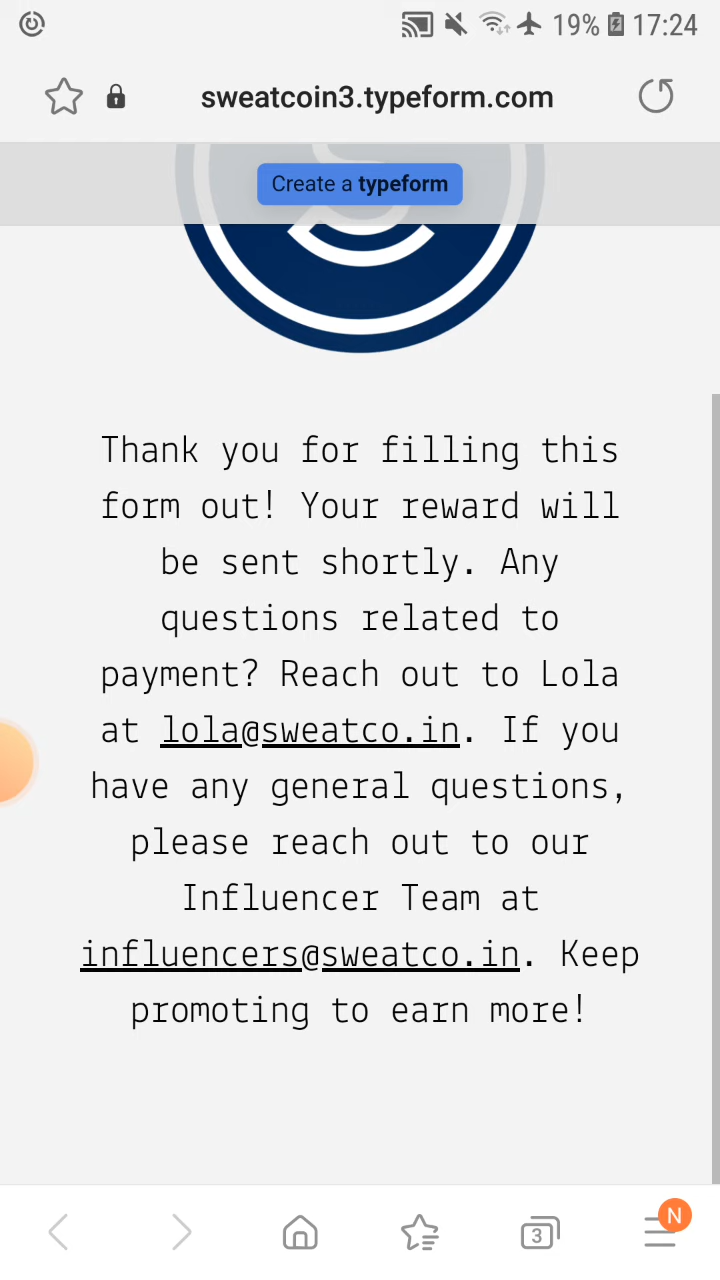 19% 17:24
sweatcoin3.typeform.com
Create a typeform
Thank you for filling this
form out! Your reward will
be sent shortly. Any
questions related to
payment? Reach out to Lola
at lola@sweatco.in. If you
have any general questions,
please reach out to our
Influencer Team at
influencers@sweatco.in. Keep
promoting to earn more!
3
N